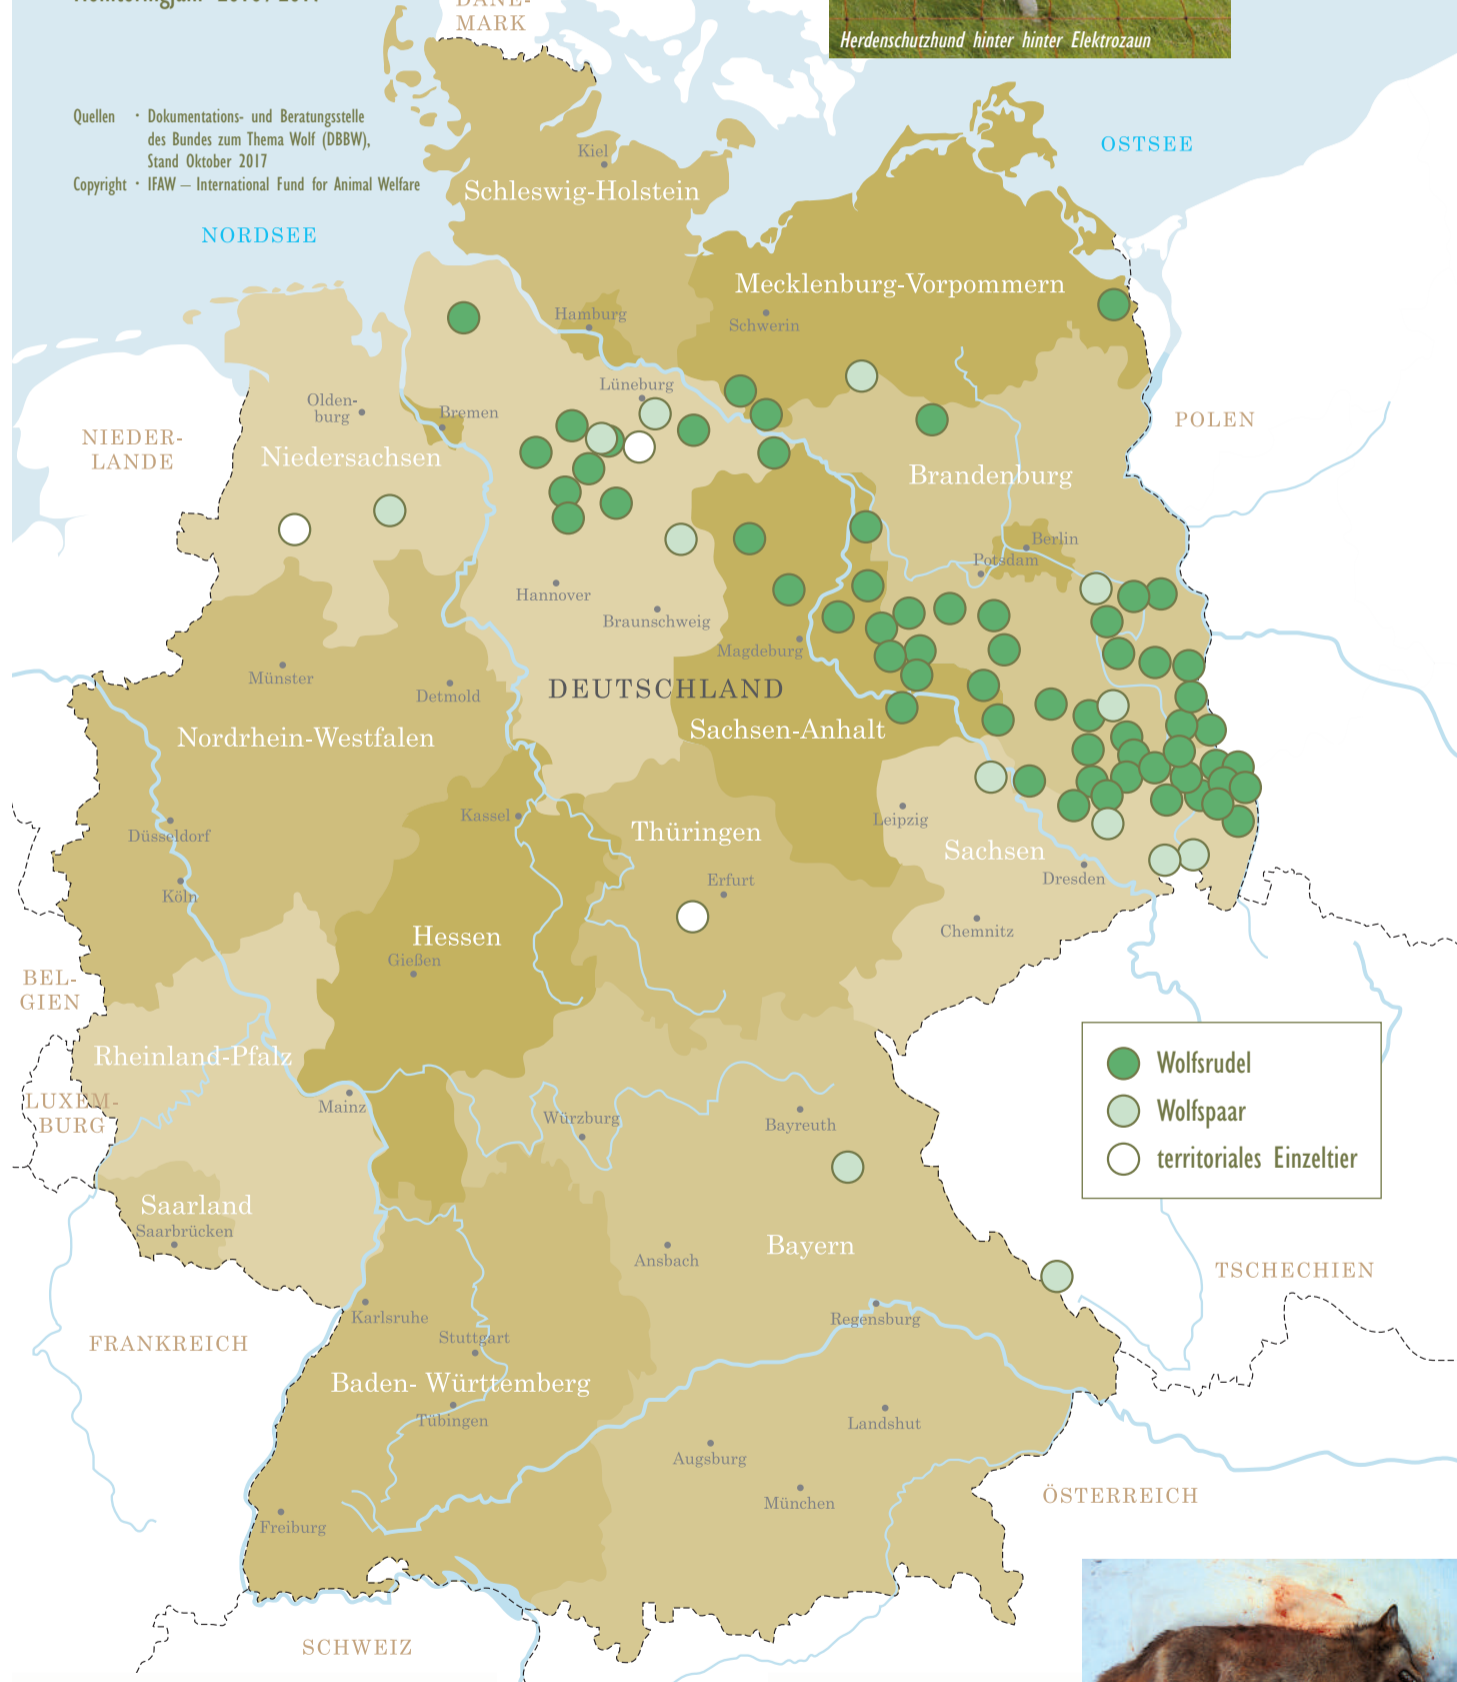 Quellen · Dokumentations- und Beratungsstelle
des Bundes zum Thema Wolf (DBBW),
Stand Oktober 2017
Copyright · IFAW – International Fund for Animal Welfare
MARK
Herdenschutzhund hinter hinter Elektrozaun
OSTSEE
NORDSEE
Kiel
Schleswig-Holstein
Mecklenburg-Vorpommern
Hamburg
Schwerin
Lüneburg
Olden-
burg
Bremen
POLEN
NIEDER-
LANDE
Niedersachsen
Brandenburg
Berlin
Potsdam
Hannover
Braunschweig
Magdeburg
Münster
Detmold
DEUTSCHLAND
Nordrhein-Westfalen
Sachsen-Anhalt
Kassel
Leipzig
Düsseldorf
Thüringen
Sachsen
Dresden
Erfurt
Köln
Hessen
Chemnitz
Gießen
BEL-
GIEN
Rheinland-Pfalz
Wolfsrudel
Wolfspaar
territoriales Einzeltier
LUXEM-
BURG
Mainz
Würzburg
Bayreuth
Saarland
Saarbrücken
Ansbach
Bayern
TSCHECHIEN
Karlsruhe
Regensburg
FRANKREICH
Stuttgart
Baden- Württemberg
Tübingen
Landshut
Augsburg
München
ÖSTERREICH
Freiburg
SCHWEIZ